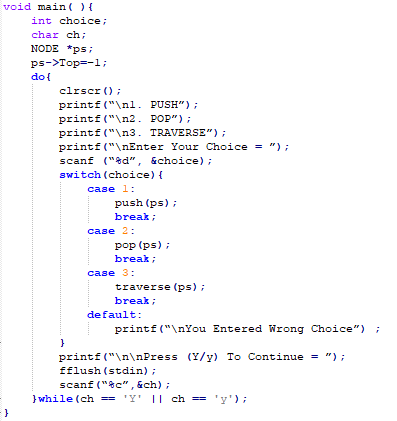 void main( ){
int choice;
char ch;
NODE *ps;
ps->Top=-1;
do{
clrscr();
printf(“\n1. PUSH”);
printf(“\n2. POP”);
printf(“\n3. TRAVERSE”);
printf(“\nEnter Your Choice = ”);
scanf (“%d”, &choice);
switch(choice){
case 1:
push(ps);
break;
case 2:
pop(ps);
break;
case 3:
traverse(ps);
break;
default:
printf(“\nYou Entered Wrong Choice”) ;
}
printf(“\n\nPress (Y/y) To Continue = ”);
fflush(stdin);
scanf(“%c”,&ch);
}while(ch == 'Y' || ch == 'y');
}